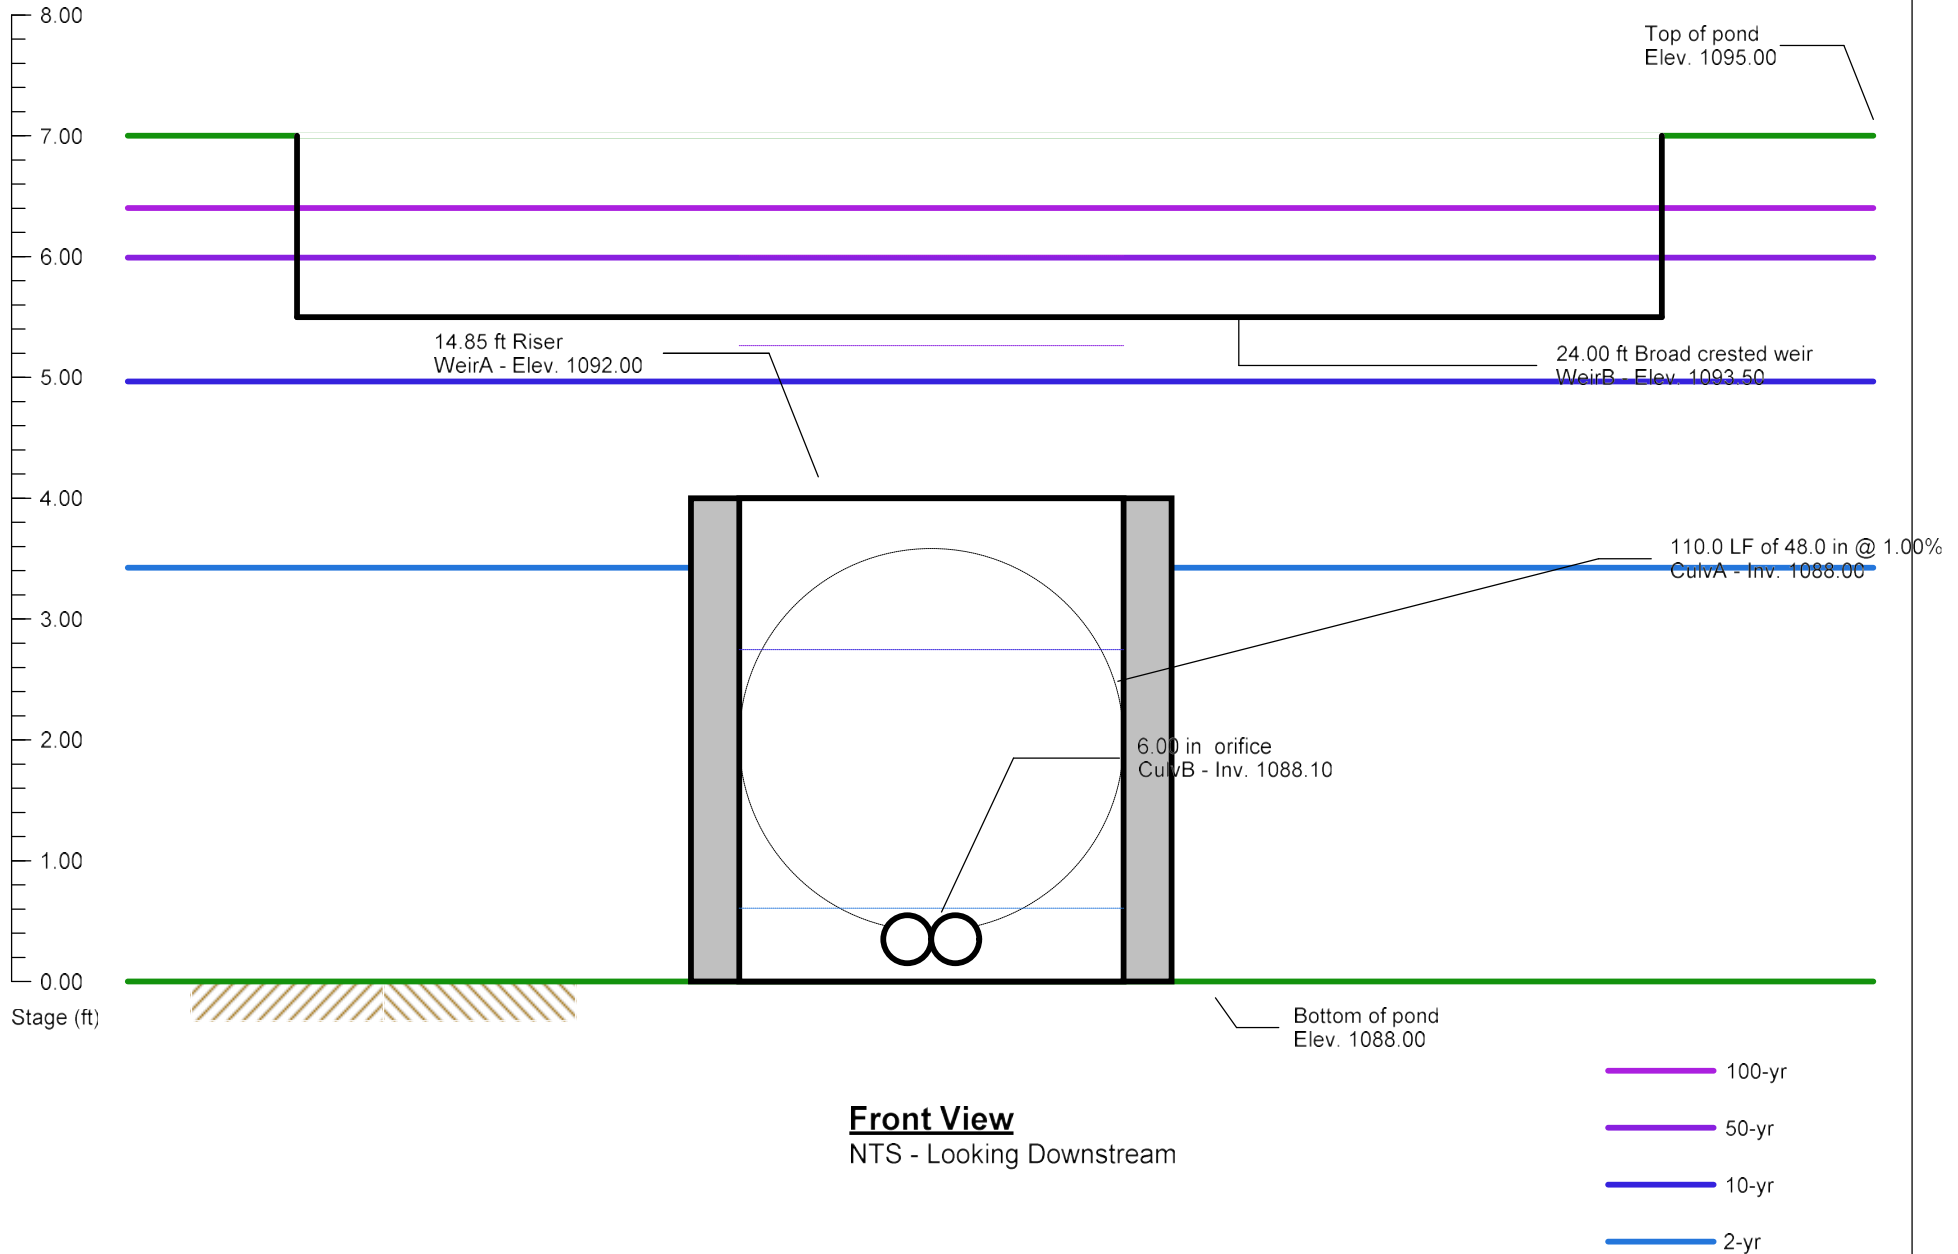 8.00
Top of pond
Elev. 1095.00
7.00
6.00
14.85 ft Riser
WeirA - Elev. 1092.00
24.00 ft Broad crested weir
WeirB - Elev. 1093.50
5.00
4.00
110.0 LF of 48.0 in @ 1.00%
CulvA - Inv. 1088.00
3.00
2.00
6.00 in  orifice
CulvB - Inv. 1088.10
1.00
0.00
Stage (ft)
Bottom of pond
Elev. 1088.00
100-yr
Front View
50-yr
NTS - Looking Downstream
10-yr
2-yr